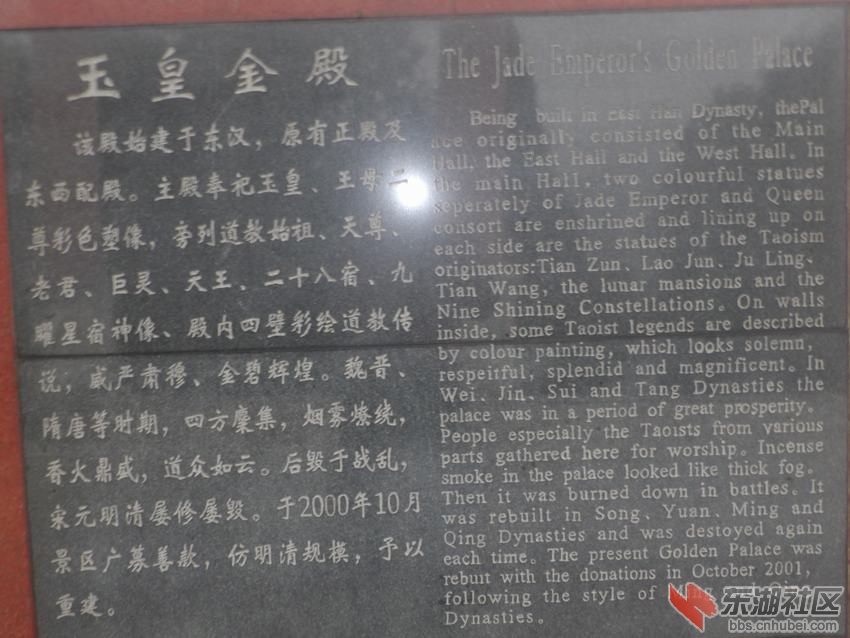 玉皇金殿
该殿始建于东汉，原有正殿及
东西配殿。主殿奉祀玉皇、王母二
尊彩色塑像，旁列道教始祖、天尊、
老君、巨灵、天王、二十八宿、九
曜星宿神像、殿内四壁彩绘道教传
说，威严肃穆、金碧辉煌。魏晋、
隋唐等时期，四方麇集，烟雾燎绕，
香火鼎盛，道众如云。后毁于战乱，
宋元明清屡修屡毁。于2000年10月
景区广募善款，仿明清规模，予以
重建。
The Jade Emperor's Golden Palace
Being built in East Han Dynasty, thePal
ace originally consisted of the Main
Hall, the East Hall and the West Hall. In
the main Hall, two colourful statues
seperately of Jade Emperor and Queen
consort are enshrined and lining up on
each side are the statues of the Taoism
originators:Tian Zun、Lao Jun、Ju Ling、
Tian Wang, the lunar mansions and the
Nine Shining Constellations. On walls
inside, some Taoist legends are described
by colour painting, which looks solemn,
respeitful, splendid and magnificent. In
Wei、Jin、Sui and Tang Dynasties the
palace was in a period of great prosperity.
People especially the Taoists from various
parts gathered here for worship. Incense
smoke in the palace looked like thick fog.
Then it was burned down in battles. It
was rebuilt in Song、Yuan、Ming and
Qing Dynasties and was destoyed again
each time. The present Golden Palace was
rebuit with the donations in October 2001,
following the style of Ming
Dynasties.
东湖社区
bbs.cnhubei.com